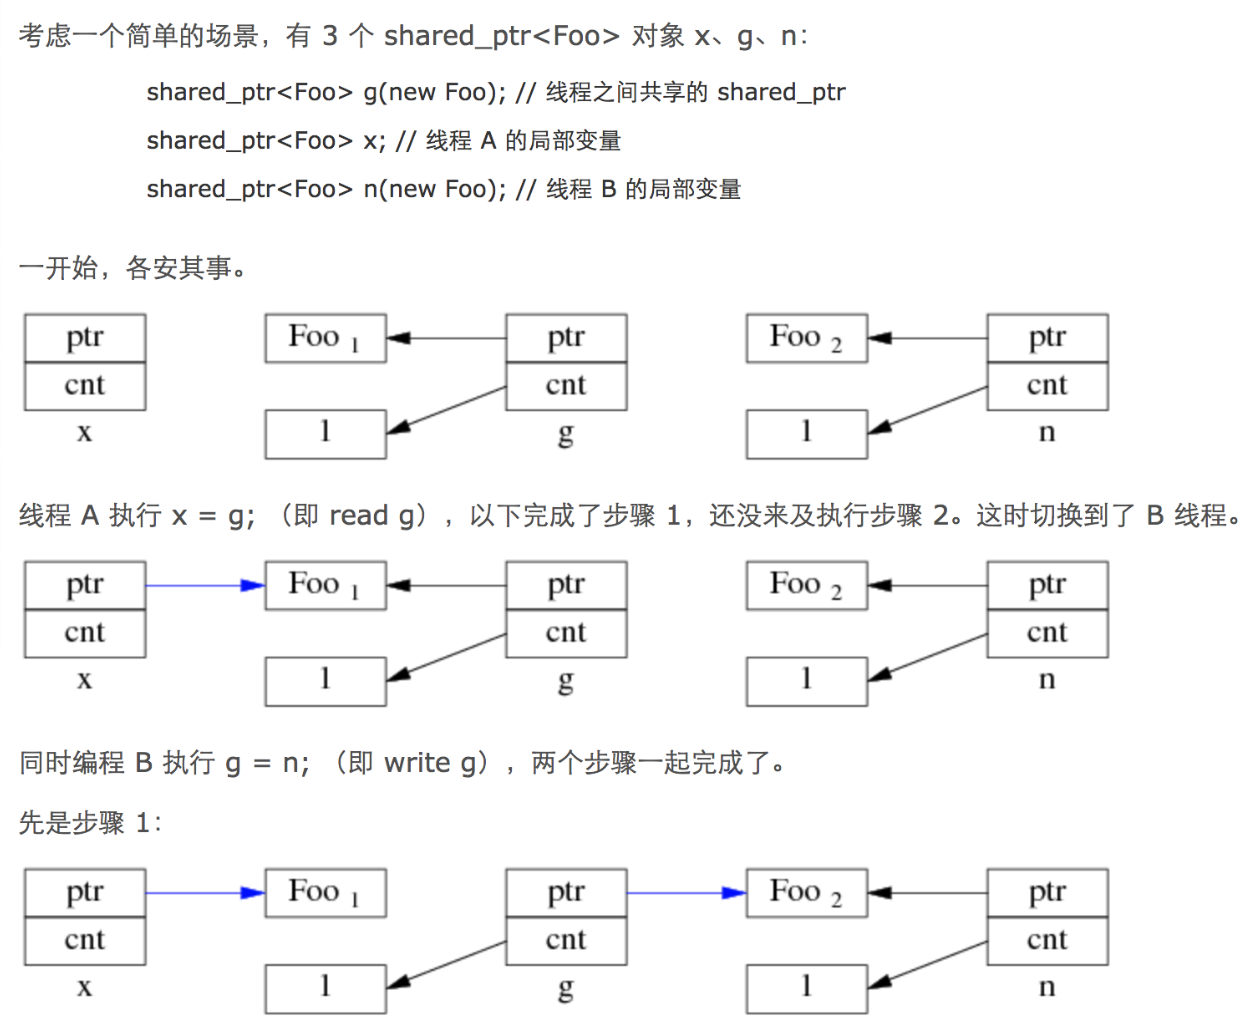 考虑一个简单的场景，有 3 个 shared_ptr<Foo> 对象 x、g、n：
shared_ptr<Foo> g(new Foo); // 线程之间共享的 shared_ptr
shared_ptr<Foo> x; // 线程 A 的局部变量
shared_ptr<Foo> n(new Foo); // 线程 B 的局部变量
一开始，各安其事。
ptr Foo 1 ptr Foo 2 ptr
cnt cnt cnt
x 1 g 1 n
线程 A 执行 x = g; （即 read g），以下完成了步骤 1，还没来及执行步骤 2。这时切换到了 B 线程。
ptr Foo 1 ptr Foo 2 ptr
cnt cnt cnt
x 1 g 1 n
同时编程 B 执行 g = n; （即 write g），两个步骤一起完成了。
先是步骤 1：
ptr Foo 1 ptr Foo 2 ptr
cnt cnt cnt
x 1 g 1 n